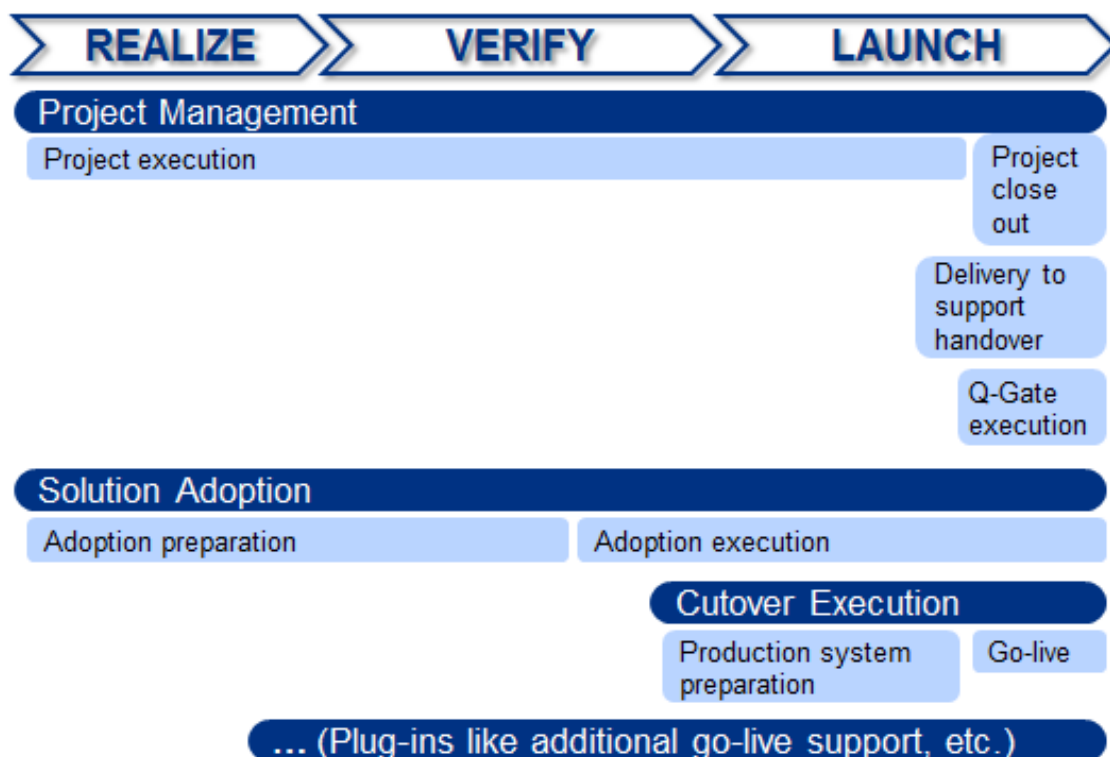 REALIZE VERIFY LAUNCH
Project Management
Project execution
Project
close
out
Delivery to
support
handover
Q-Gate
execution
Solution Adoption
Adoption preparation
Adoption execution
Cutover Execution
Production system
preparation
Go-live
... (Plug-ins like additional go-live support, etc.)